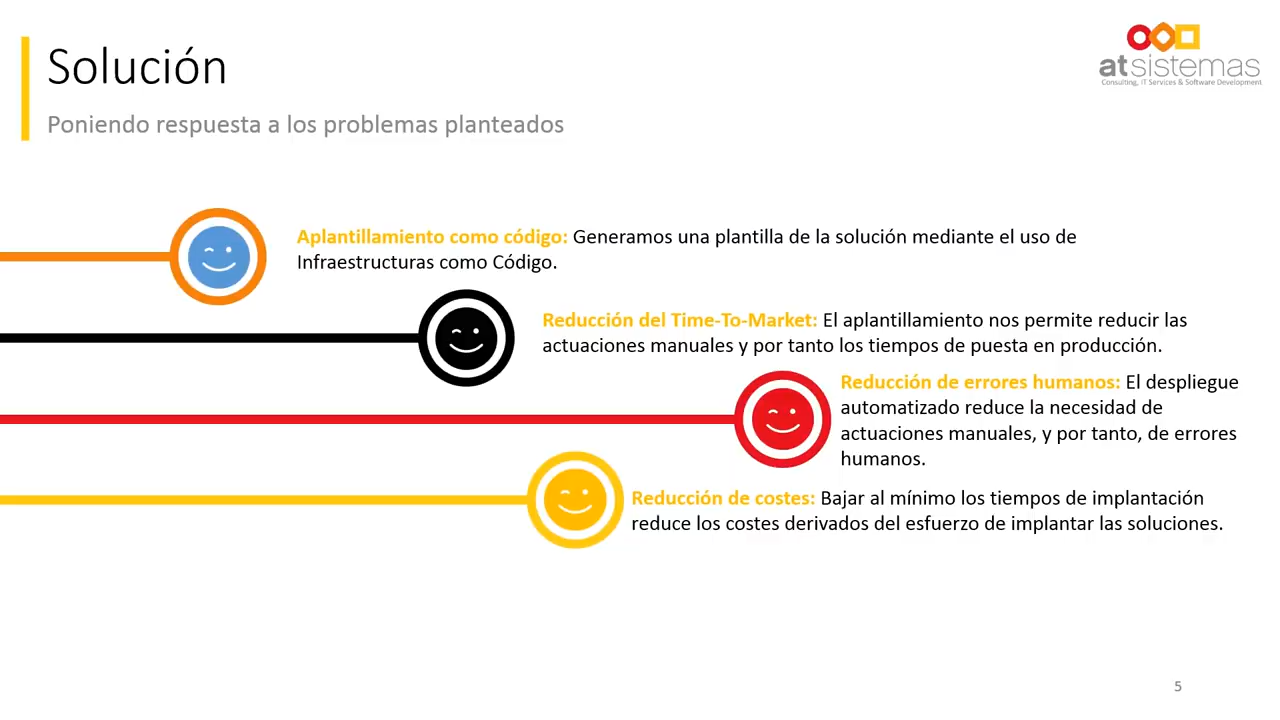 Solución
Poniendo respuesta a los problemas planteados
atsistemas
Consulting, IT Services & Software Development
Aplantillamiento como código: Generamos una plantilla de la solución mediante el uso de
Infraestructuras como Código.
Reducción del Time-To-Market: El aplantillamiento nos permite reducir las
actuaciones manuales y por tanto los tiempos de puesta en producción.
Reducción de errores humanos: El despliegue
automatizado reduce la necesidad de
actuaciones manuales, y por tanto, de errores
humanos.
Reducción de costes: Bajar al mínimo los tiempos de implantación
reduce los costes derivados del esfuerzo de implantar las soluciones.
5